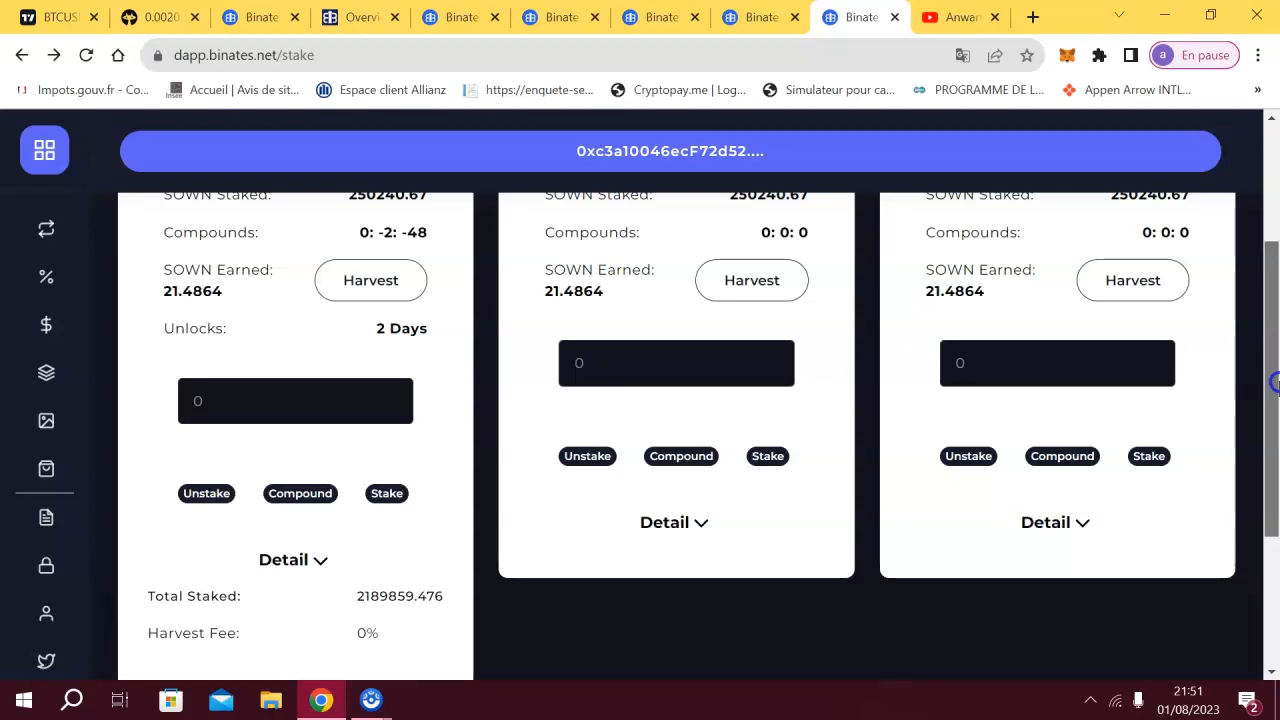 BTCUS
0.0020
Binate
Overvi
Binate
Binate
Binate
Binate
Binate
Anwar
dapp.binates.net/stake
a
En pause
Impots.gouv.fr - Co...
Accueil | Avis de sit...
Espace client Allianz
https://enquete-se...
Cryptopay.me | Log...
Simulateur pour ca...
PROGRAMME DE L...
Appen Arrow INTL...
»
0xc3a10046ecF72d52....
SOWN Staked: 250240.67
Compounds: 0: -2: -48
SOWN Earned:
21.4864
Harvest
Unlocks: 2 Days
0
Unstake Compound Stake
Detail
Total Staked: 2189859.476
Harvest Fee: 0%
SOWN Staked: 250240.67
Compounds: 0: 0: 0
SOWN Earned:
21.4864
Harvest
0
Unstake Compound Stake
Detail
SOWN Staked: 250240.67
Compounds: 0: 0: 0
SOWN Earned:
21.4864
Harvest
0
Unstake Compound Stake
Detail
21:51
01/08/2023
2